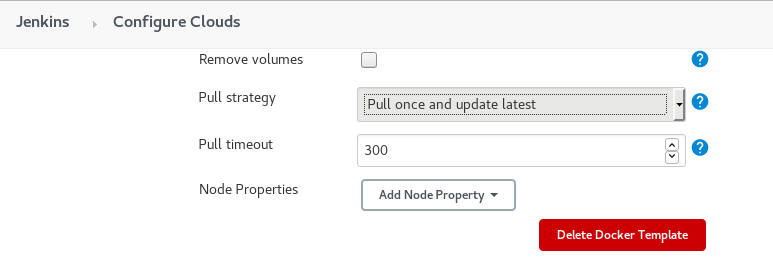 Jenkins Configure Clouds
Remove volumes ?
Pull strategy Pull once and update latest ?
Pull timeout 300 ?
Node Properties Add Node Property
Delete Docker Template